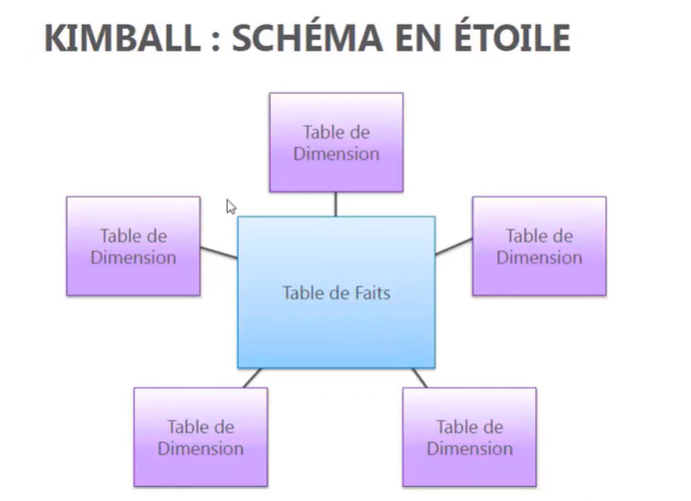 KIMBALL : SCHÉMA EN ÉTOILE
Table de
Dimension
Table de
Dimension
Table de
Dimension
Table de Faits
Table de
Dimension
Table de
Dimension